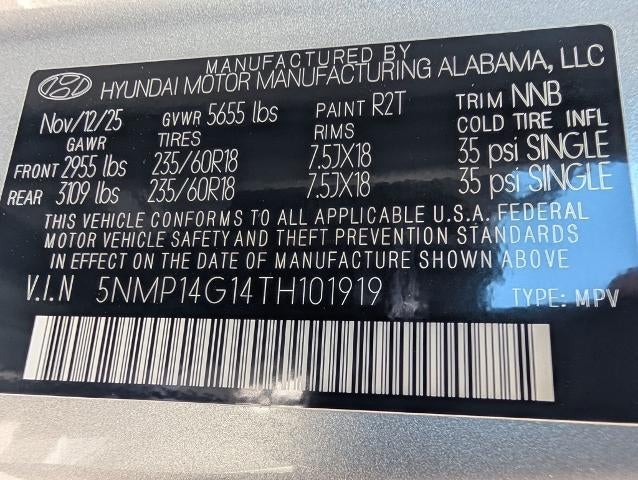 MANUFACTURED BY
HYUNDAI MOTOR MANUFACTURING ALABAMA, LLC
Nov/12/25 GVWR 5655 lbs PAINT R2T TRIM NNB
GAWR TIRES RIMS COLD TIRE INFL
FRONT 2955 lbs 235/60R18 7.5JX18 35 psi SINGLE
REAR 3109 lbs 235/60R18 7.5JX18 35 psi SINGLE
THIS VEHICLE CONFORMS TO ALL APPLICABLE U.S.A. FEDERAL
MOTOR VEHICLE SAFETY AND THEFT PREVENTION STANDARDS
IN EFFECT ON THE DATE OF MANUFACTURE SHOWN ABOVE
V.I.N 5NMP14G14TH101919 TYPE: MPV